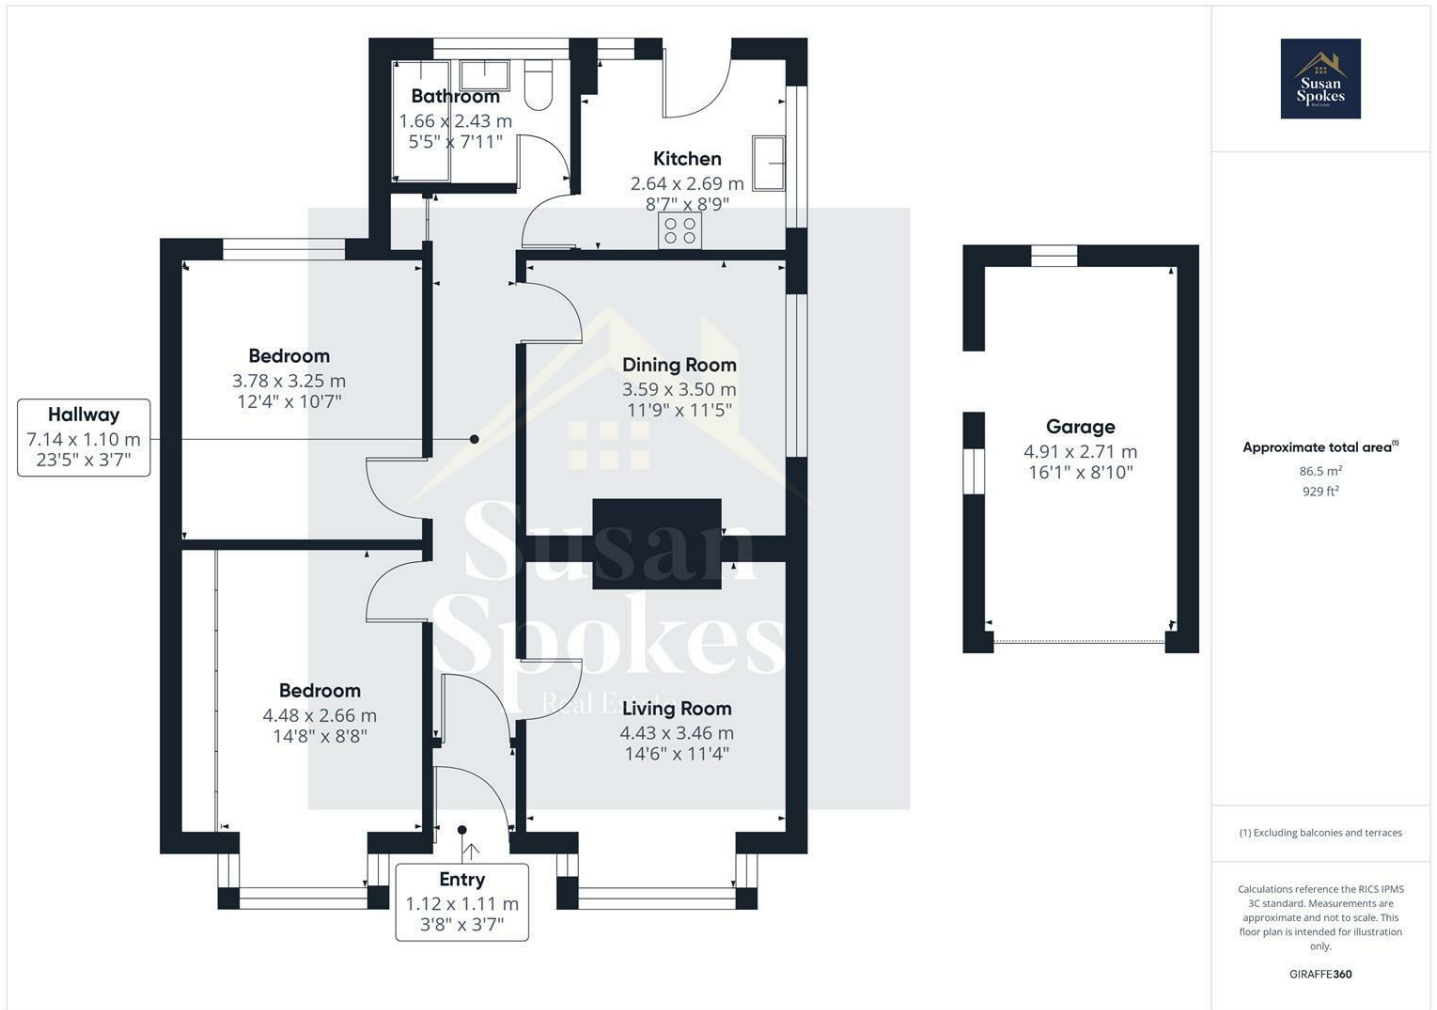 Bathroom
1.66 x 2.43 m
5'5" x 7'11"
Kitchen
2.64 x 2.69 m
8'7" x 8'9"
Bedroom
3.78 x 3.25 m
12'4" x 10'7"
Hallway
7.14 x 1.10 m
23'5" x 3'7"
Dining Room
3.59 x 3.50 m
11'9" x 11'5"
Bedroom
4.48 x 2.66 m
14'8" x 8'8"
Living Room
4.43 x 3.46 m
14'6" x 11'4"
Entry
1.12 x 1.11 m
3'8" x 3'7"
Susan
Spokes
Real Estate
Garage
4.91 x 2.71 m
16'1" x 8'10"
Susan
Spokes
Real Estate
Approximate total area(1)
86.5 m²
929 ft²
(1) Excluding balconies and terraces
Calculations reference the RICS IPMS
3C standard. Measurements are
approximate and not to scale. This
floor plan is intended for illustration
only.
GIRAFFE360